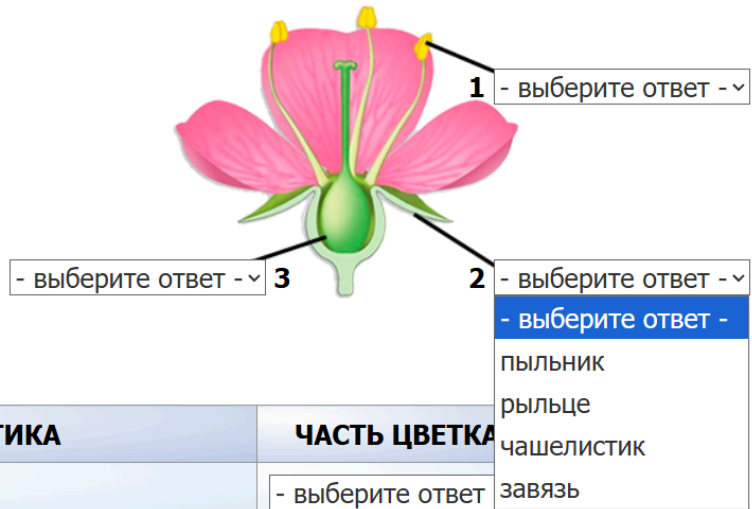 1 - выберите ответ -
- выберите ответ - 3
2 - выберите ответ -
- выберите ответ -
пыльник
рыльце
чашелистик
завязь
ЧАСТЬ ЦВЕТКА
- выберите ответ